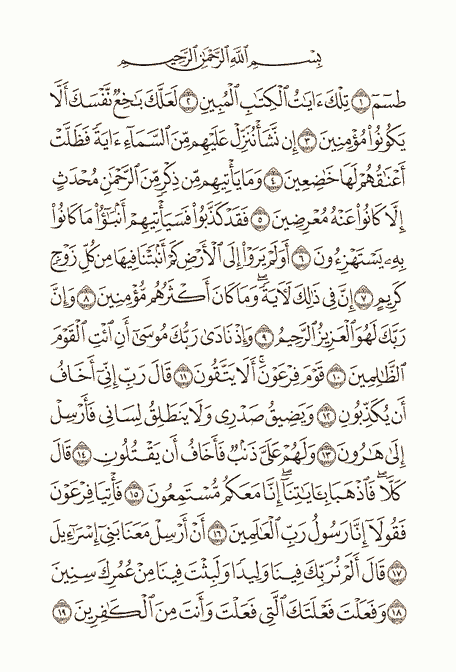 بِسْمِ ٱللَّهِ ٱلرَّحْمَٰنِ ٱلرَّحِيمِ
طسٓمٓ ١ تِلْكَ ءَايَٰتُ ٱلْكِتَٰبِ ٱلْمُبِينِ ٢ لَعَلَّكَ بَٰخِعٌ نَّفْسَكَ أَلَّا
يَكُونُوا۟ مُؤْمِنِينَ ٣ إِن نَّشَأْ نُنَزِّلْ عَلَيْهِم مِّنَ ٱلسَّمَآءِ ءَايَةً فَظَلَّتْ
أَعْنَٰقُهُمْ لَهَا خَٰضِعِينَ ٤ وَمَا يَأْتِيهِم مِّن ذِكْرٍ مِّنَ ٱلرَّحْمَٰنِ مُحْدَثٍ
إِلَّا كَانُوا۟ عَنْهُ مُعْرِضِينَ ٥ فَقَدْ كَذَّبُوا۟ فَسَيَأْتِيهِمْ أَنۢبَٰٓؤُا۟ مَا كَانُوا۟
بِهِۦ يَسْتَهْزِءُونَ ٦ أَوَلَمْ يَرَوْا۟ إِلَى ٱلْأَرْضِ كَمْ أَنۢبَتْنَا فِيهَا مِن كُلِّ زَوْجٍ
كَرِيمٍ ٧ إِنَّ فِى ذَٰلِكَ لَءَايَةً ۖ وَمَا كَانَ أَكْثَرُهُم مُّؤْمِنِينَ ٨ وَإِنَّ
رَبَّكَ لَهُوَ ٱلْعَزِيزُ ٱلرَّحِيمُ ٩ وَإِذْ نَادَىٰ رَبُّكَ مُوسَىٰٓ أَنِ ٱئْتِ ٱلْقَوْمَ
ٱلظَّٰلِمِينَ ١٠ قَوْمَ فِرْعَوْنَ ۚ أَلَا يَتَّقُونَ ١١ قَالَ رَبِّ إِنِّىٓ أَخَافُ
أَن يُكَذِّبُونِ ١٢ وَيَضِيقُ صَدْرِى وَلَا يَنطَلِقُ لِسَانِى فَأَرْسِلْ
إِلَىٰ هَٰرُونَ ١٣ وَلَهُمْ عَلَىَّ ذَنۢبٌ فَأَخَافُ أَن يَقْتُلُونِ ١٤ قَالَ
كَلَّا ۖ فَٱذْهَبَا بِـَٔايَٰتِنَآ ۖ إِنَّا مَعَكُم مُّسْتَمِعُونَ ١٥ فَأْتِيَا فِرْعَوْنَ
فَقُولَآ إِنَّا رَسُولُ رَبِّ ٱلْعَٰلَمِينَ ١٦ أَنْ أَرْسِلْ مَعَنَا بَنِىٓ إِسْرَٰٓءِيلَ
١٧ قَالَ أَلَمْ نُرَبِّكَ فِينَا وَلِيدًا وَلَبِثْتَ فِينَا مِنْ عُمُرِكَ سِنِينَ
١٨ وَفَعَلْتَ فَعْلَتَكَ ٱلَّتِى فَعَلْتَ وَأَنتَ مِنَ ٱلْكَٰفِرِينَ ١٩